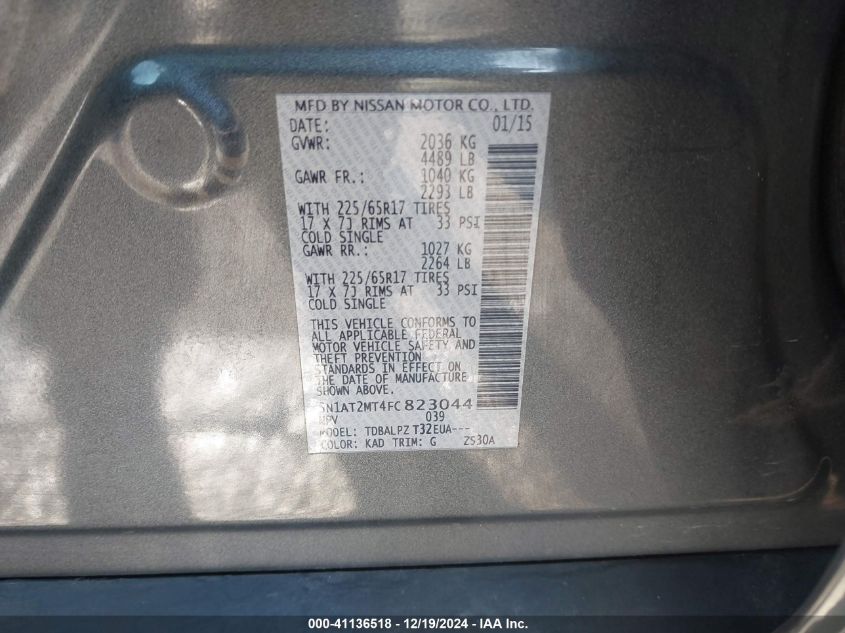 MFD BY NISSAN MOTOR CO., LTD.
DATE: 01/15
GVWR: 2036 KG
4489 LB
GAWR FR.: 1040 KG
2293 LB
WITH 225/65R17 TIRES
17 X 7J RIMS AT 33 PSI
COLD SINGLE
GAWR RR.: 1027 KG
2264 LB
WITH 225/65R17 TIRES
17 X 7J RIMS AT 33 PSI
COLD SINGLE
THIS VEHICLE CONFORMS TO
ALL APPLICABLE FEDERAL
MOTOR VEHICLE SAFETY AND
THEFT PREVENTION
STANDARDS IN EFFECT ON
THE DATE OF MANUFACTURE
SHOWN ABOVE.
5N1AT2MT4FC823044
MPV 039
MODEL: TDBALPZ T32EUA---
COLOR: KAD TRIM: G ZS30A
000-41136518 - 12/19/2024 - IAAI.com